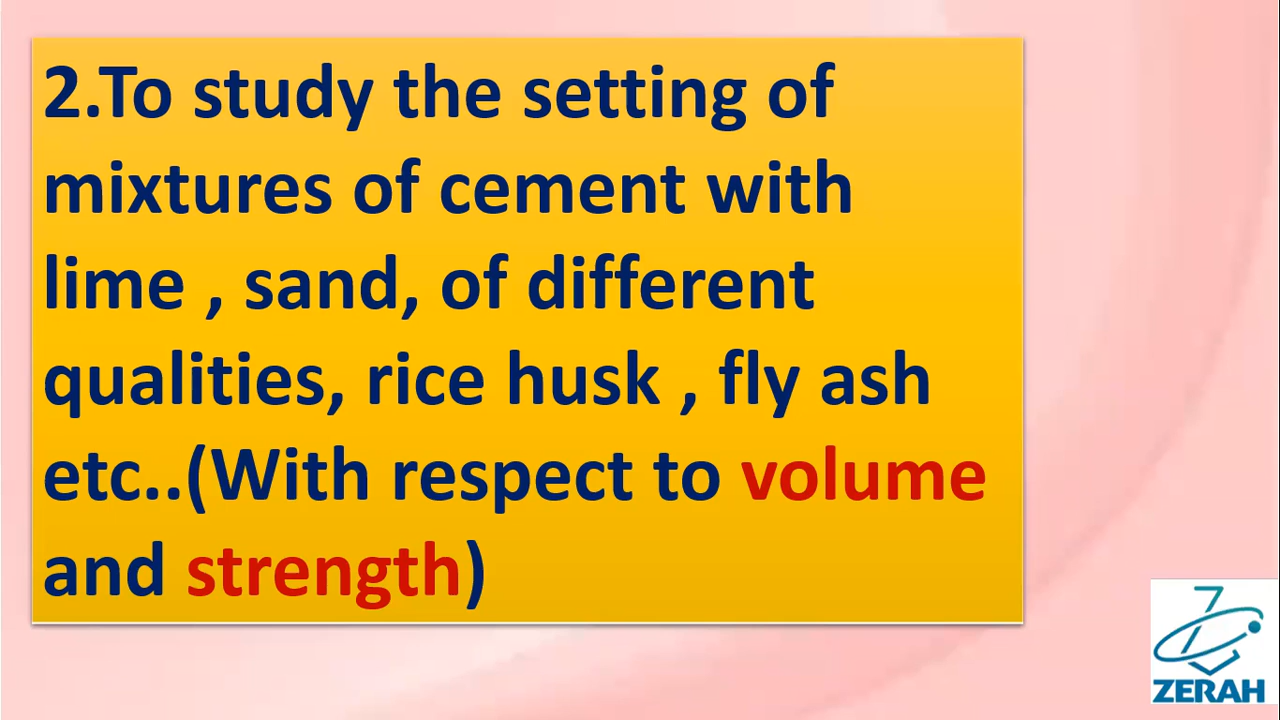 2.To study the setting of
mixtures of cement with
lime , sand, of different
qualities, rice husk , fly ash
etc..(With respect to volume
and strength)
ZERAH